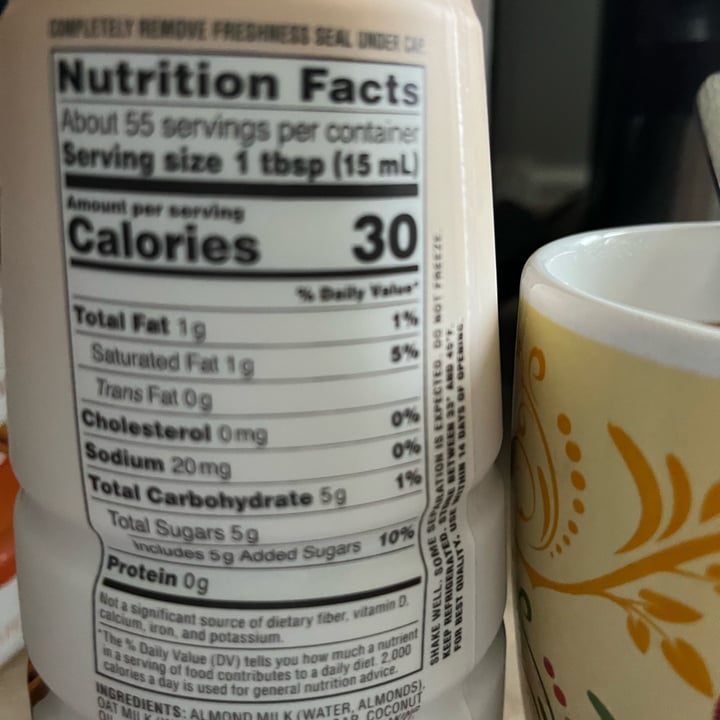 COMPLETELY REMOVE FRESHNESS SEAL UNDER CAP
Nutrition Facts
About 55 servings per container
Serving size 1 tbsp (15 mL)
Amount per serving
Calories 30
% Daily Value*
Total Fat 1g 1%
Saturated Fat 1g 5%
Trans Fat 0g
Cholesterol 0mg 0%
Sodium 20mg 0%
Total Carbohydrate 5g 1%
Total Sugars 5g
Includes 5g Added Sugars 10%
Protein 0g
Not a significant source of dietary fiber, vitamin D,
calcium, iron, and potassium.
*The % Daily Value (DV) tells you how much a nutrient
in a serving of food contributes to a daily diet. 2,000
calories a day is used for general nutrition advice.
INGREDIENTS: ALMOND MILK (WATER, ALMONDS),
OAT MILK COCONUT
SHAKE WELL. SOME SEPARATION IS EXPECTED. DO NOT FREEZE.
KEEP REFRIGERATED. STORE BETWEEN 33° AND 45°F.
FOR BEST QUALITY, USE WITHIN 14 DAYS OF OPENING.